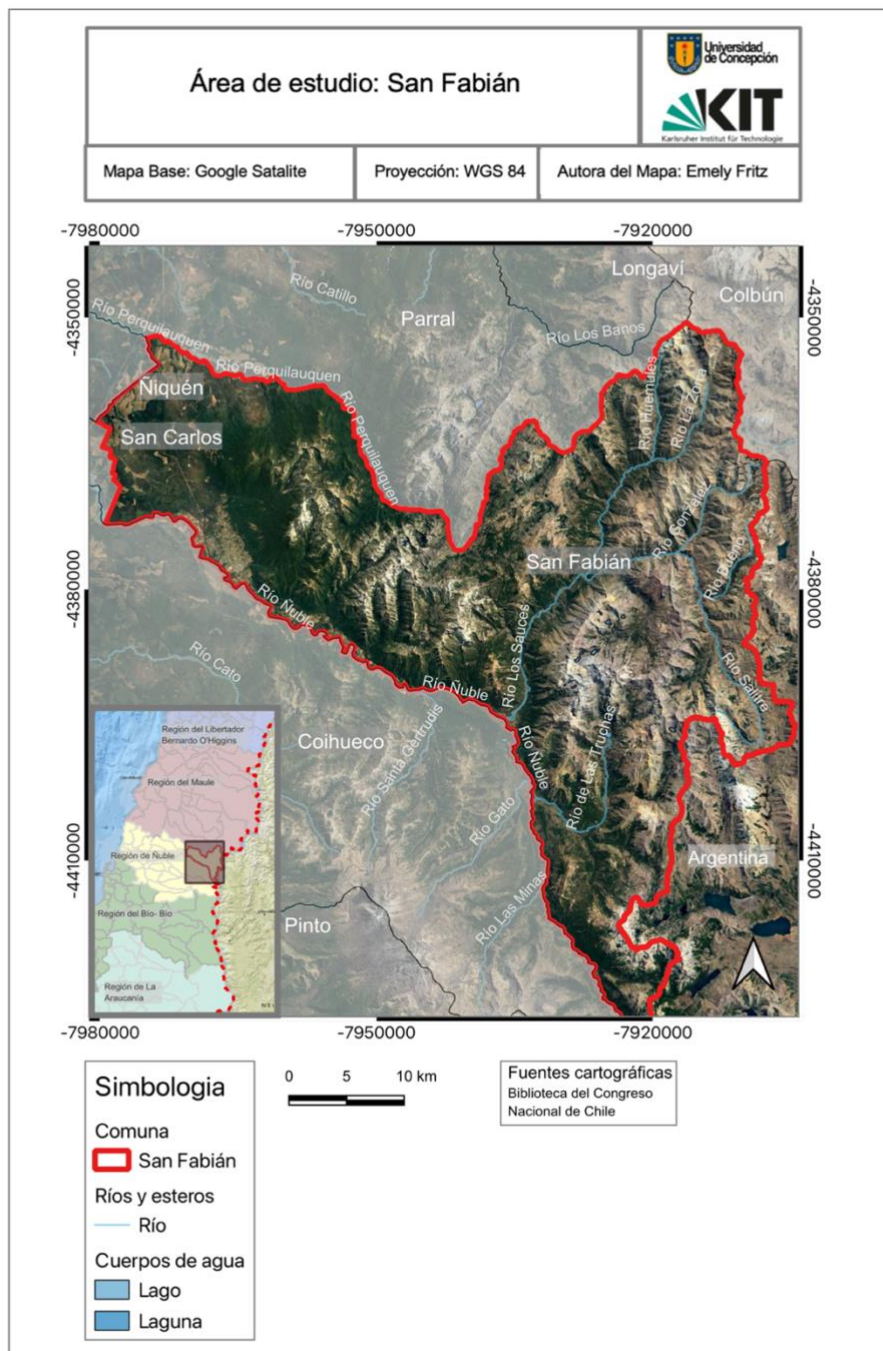 Área de estudio: San Fabián
Universidad
de Concepción
KIT
Karlsruher Institut für Technologie
Mapa Base: Google Satalite
Proyección: WGS 84
Autora del Mapa: Emely Fritz
-7980000
-7950000
-7920000
-4350000
-4350000
Longaví
Colbún
Río Catillo
Parral
Río Perquilauquen
Río Los Banos
Río Perquilauquen
Ñiquén
Río Huemules
Río La Zorra
San Carlos
Río Perquilauquen
San Fabián
-4380000
-4380000
Río Ñuble
Río Los Sauces
Río Cato
Río Ñuble
Río Salitre
Coihueco
Río Santa Gertrudis
Río Ñuble
Río de Las Truchas
Río Gato
Argentina
-4410000
-4410000
Pinto
Río Las Minas
Región del Libertador
Bernardo O'Higgins
Región del Maule
Región de Ñuble
Región del Bío- Bío
Región de La
Araucanía
-7980000
-7950000
-7920000
Simbologia
Comuna
San Fabián
Ríos y esteros
Río
Cuerpos de agua
Lago
Laguna
0 5 10 km
Fuentes cartográficas
Biblioteca del Congreso
Nacional de Chile